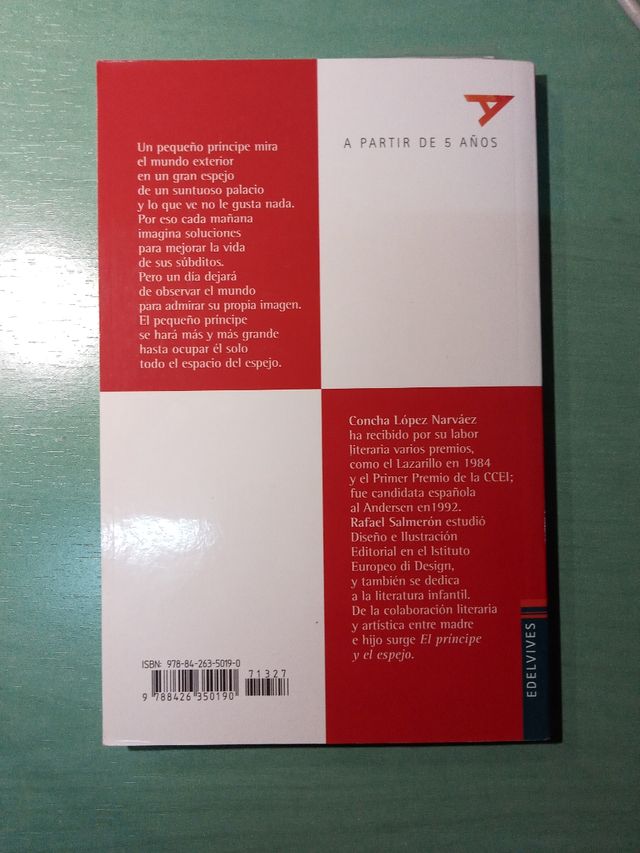 Un pequeño príncipe mira
el mundo exterior
en un gran espejo
de un suntuoso palacio
y lo que ve no le gusta nada.
Por eso cada mañana
imagina soluciones
para mejorar la vida
de sus súbditos.
Pero un día dejará
de observar el mundo
para admirar su propia imagen.
El pequeño príncipe
se hará más y más grande
hasta ocupar él solo
todo el espacio del espejo.
A PARTIR DE 5 AÑOS
Concha López Narváez
ha recibido por su labor
literaria varios premios,
como el Lazarillo en 1984
y el Primer Premio de la CCEI;
fue candidata española
al Andersen en1992.
Rafael Salmerón estudió
Diseño e Ilustración
Editorial en el Istituto
Europeo di Design,
y también se dedica
a la literatura infantil.
De la colaboración literaria
y artística entre madre
e hijo surge El príncipe
y el espejo.
ISBN: 978-84-263-5019-0
71327
9 788426 350190
EDELVIVES